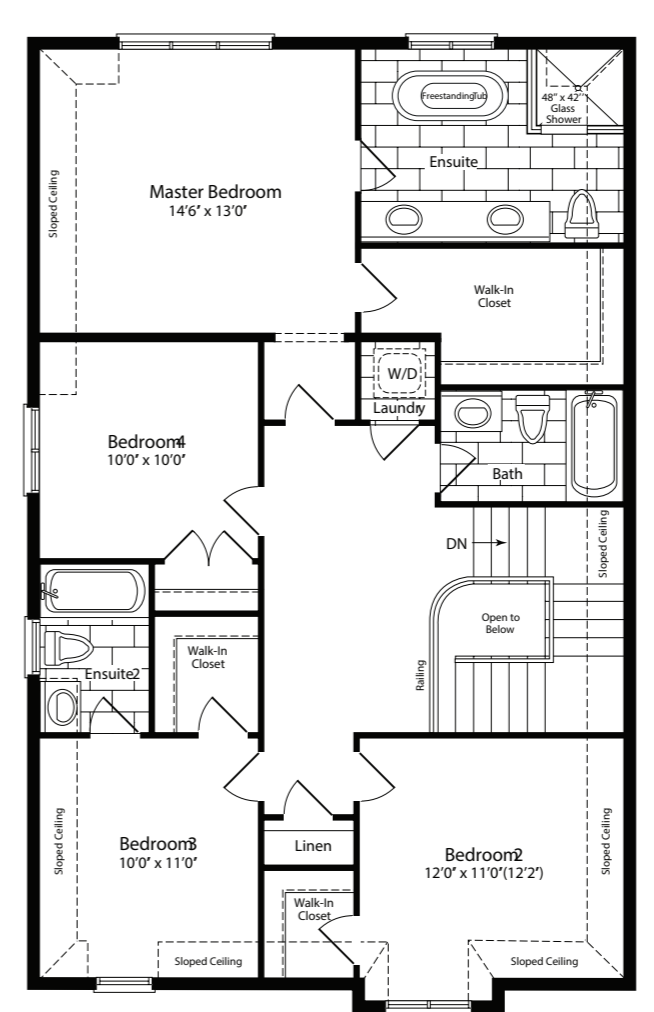 FreestandingTub
48" x 42"
Glass
Shower
Ensuite
Sloped Ceiling
Master Bedroom
14'6" x 13'0"
Walk-In
Closet
W/D
Laundry
Bedroom4
10'0" x 10'0"
Bath
DN
Sloped Ceiling
Open to
Below
Railing
Walk-In
Closet
Ensuite2
Sloped Ceiling
Bedroom3
10'0" x 11'0"
Linen
Bedroom2
12'0" x 11'0"(12'2")
Sloped Ceiling
Walk-In
Closet
Sloped Ceiling
Sloped Ceiling